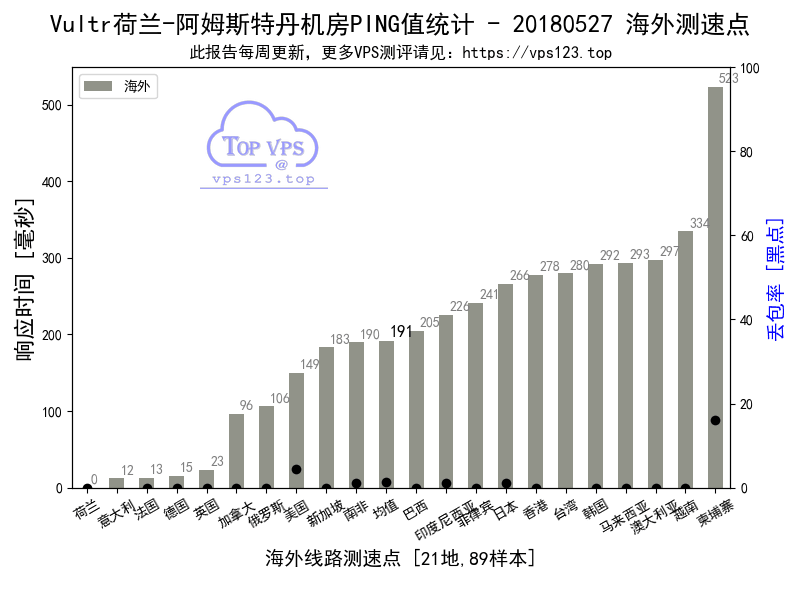 Vultr荷兰-阿姆斯特丹机房PING值统计 - 20180527 海外测速点
此报告每周更新, 更多VPS测评请见: https://vps123.top
海外
TOP VPS
@
vps123.top
响应时间 [毫秒]
500
400
300
200
100
0
100
80
60
40
20
0
丢包率 [黑点]
0
12
13
15
23
96
106
149
183
190
191
205
226
241
266
278
280
292
293
297
334
523
荷兰
意大利
法国
德国
英国
加拿大
俄罗斯
美国
新加坡
南非
均值
巴西
印度尼西亚
菲律宾
日本
香港
台湾
韩国
马来西亚
澳大利亚
越南
柬埔寨
海外线路测速点 [21地,89样本]